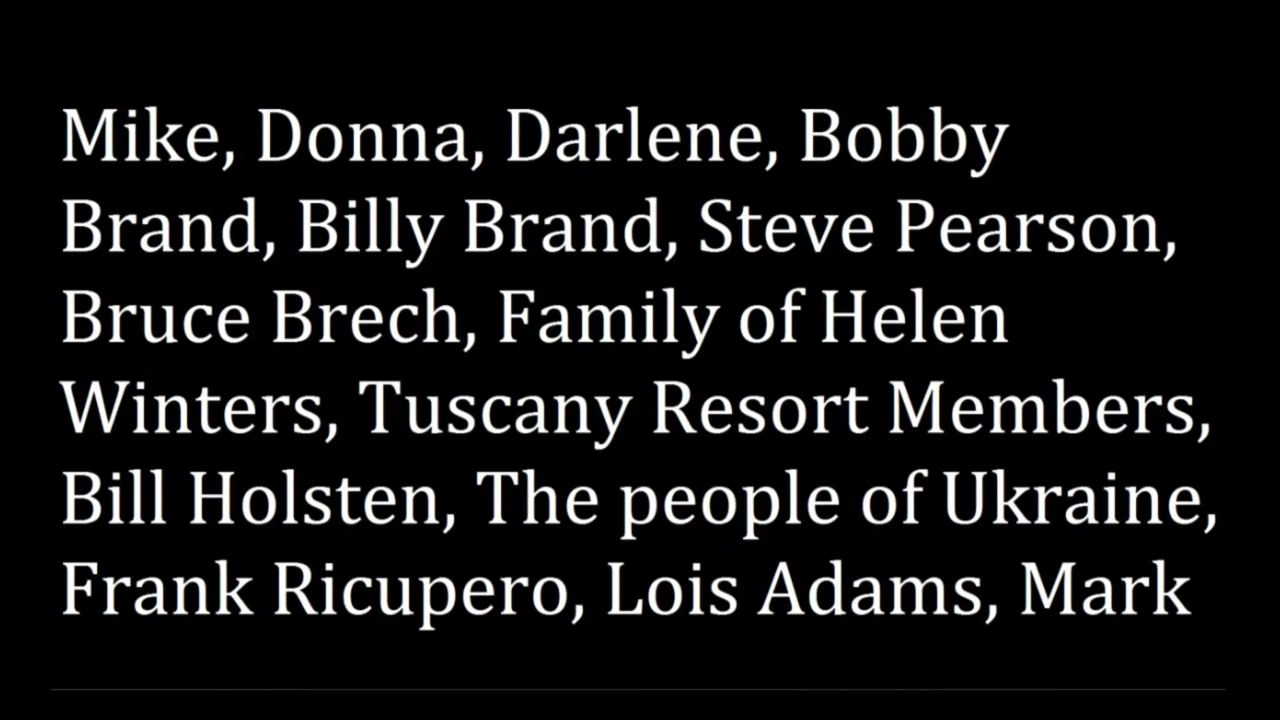 Mike, Donna, Darlene, Bobby
Brand, Billy Brand, Steve Pearson,
Bruce Brech, Family of Helen
Winters, Tuscany Resort Members,
Bill Holsten, The people of Ukraine,
Frank Ricupero, Lois Adams, Mark